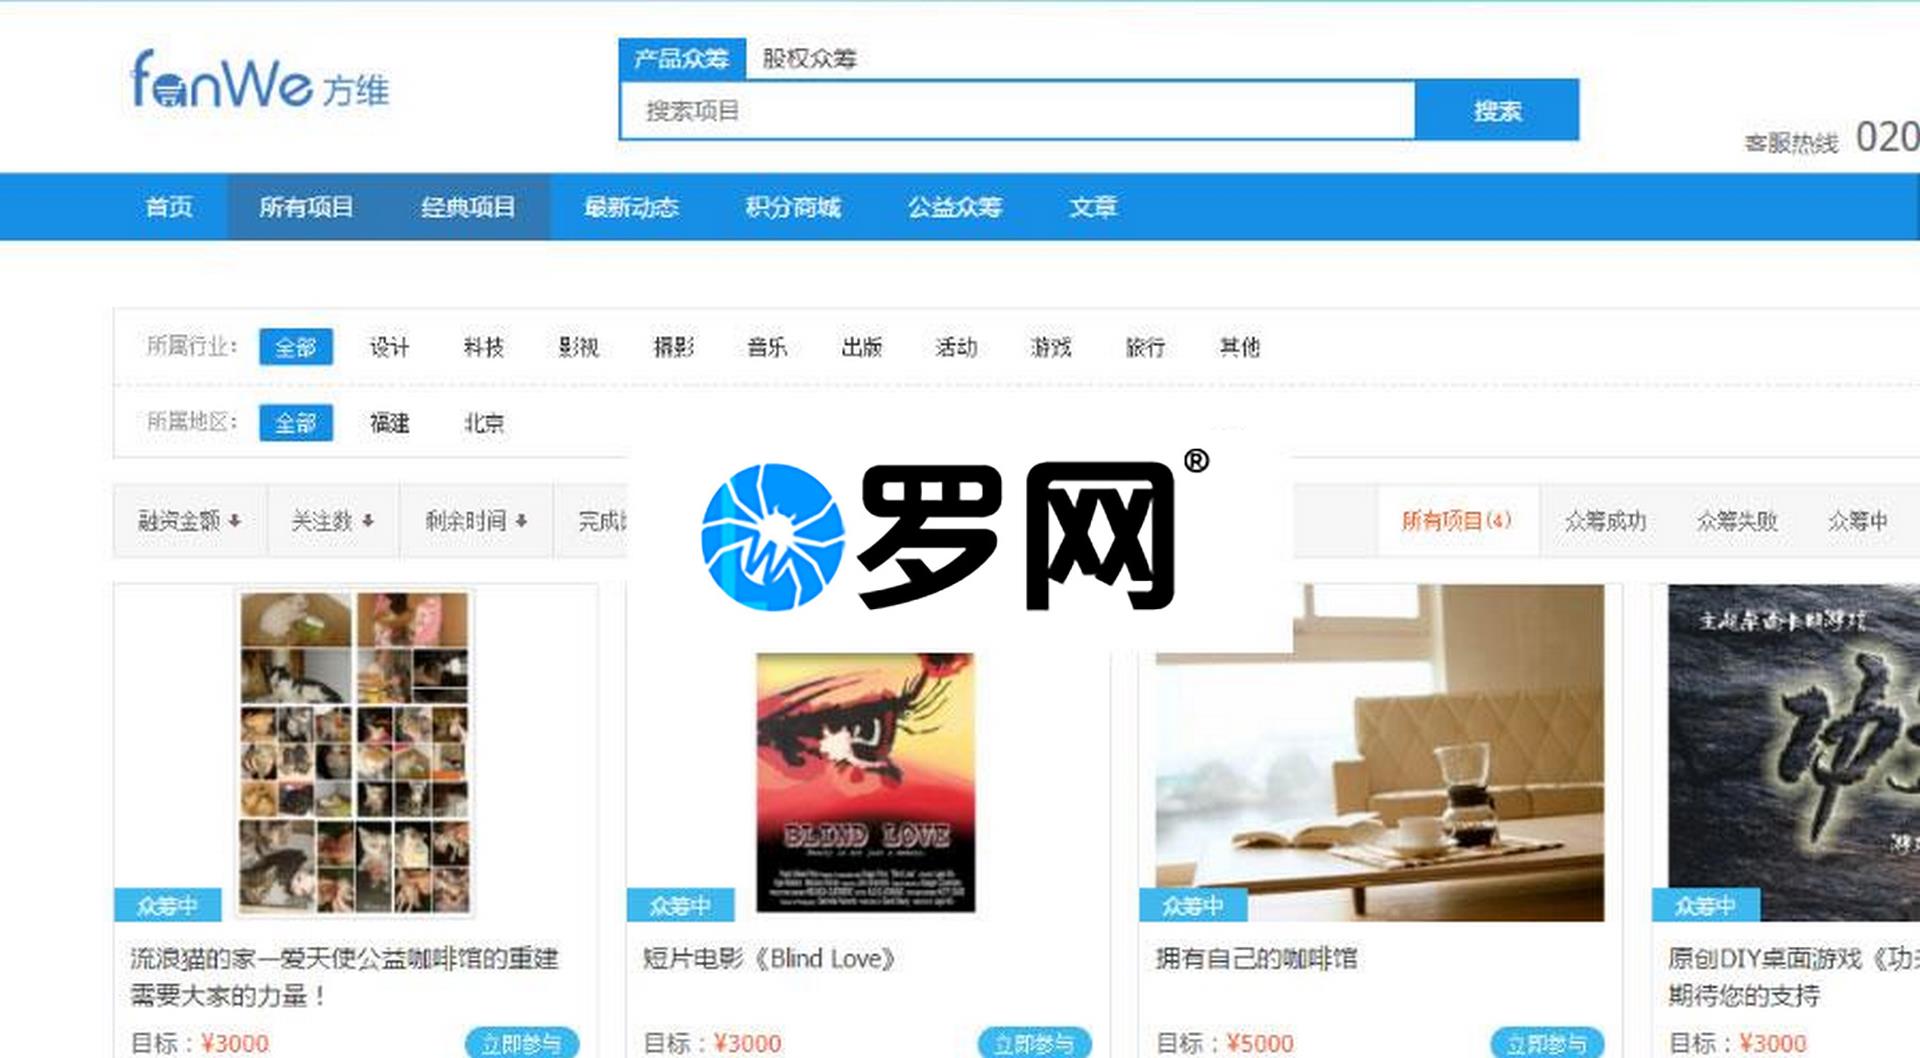 fanWe 方维
产品众筹 股权众筹
搜索项目 搜索
客服热线 020
首页 所有项目 经典项目 最新动态 积分商城 公益众筹 文章
所属行业： 全部 设计 科技 影视 摄影 音乐 出版 活动 游戏 旅行 其他
所属地区： 全部 福建 北京
罗网®
融资金额 关注数 剩余时间 完成 所有项目(4) 众筹成功 众筹失败 众筹中
主题桌面卡牌游戏
功
BLIND LOVE
众筹中 众筹中 众筹中 众筹中
流浪猫的家—爱天使公益咖啡馆的重建
需要大家的力量！
目标：¥3000 立即参与
短片电影《Blind Love》
目标：¥3000 立即参与
拥有自己的咖啡馆
目标：¥5000 立即参与
原创DIY桌面游戏《功
期待您的支持
目标：¥3000